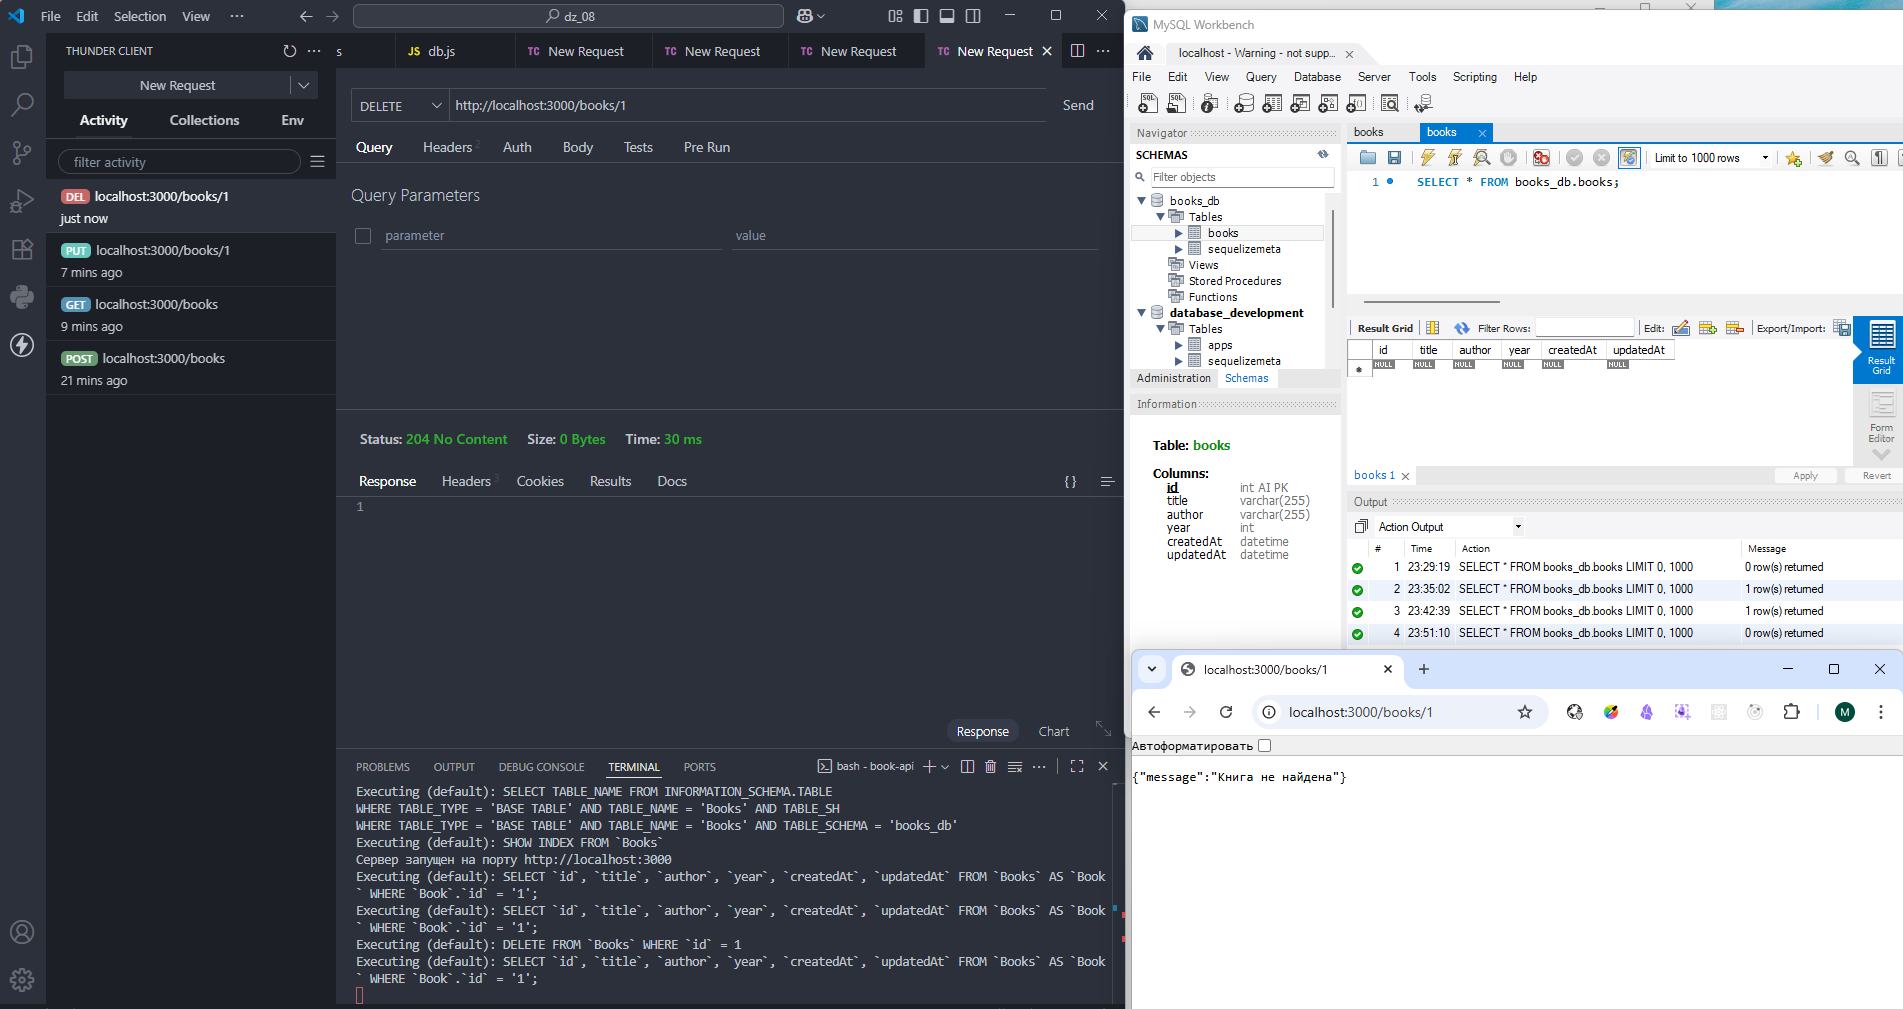 File Edit Selection View ··· dz_08
THUNDER CLIENT
New Request
Activity Collections Env
filter activity
DEL localhost:3000/books/1
just now
PUT localhost:3000/books/1
7 mins ago
GET localhost:3000/books
9 mins ago
POST localhost:3000/books
21 mins ago
s JS db.js TC New Request TC New Request TC New Request TC New Request
DELETE http://localhost:3000/books/1 Send
Query Headers 2 Auth Body Tests Pre Run
Query Parameters
parameter value
Status: 204 No Content Size: 0 Bytes Time: 30 ms
Response Headers 3 Cookies Results Docs {}
1
Response Chart
PROBLEMS OUTPUT DEBUG CONSOLE TERMINAL PORTS bash - book-api
Executing (default): SELECT TABLE_NAME FROM INFORMATION_SCHEMA.TABLE
WHERE TABLE_TYPE = 'BASE TABLE' AND TABLE_NAME = 'Books' AND TABLE_SH
WHERE TABLE_TYPE = 'BASE TABLE' AND TABLE_NAME = 'Books' AND TABLE_SCHEMA = 'books_db'
Executing (default): SHOW INDEX FROM `Books`
Сервер запущен на порту http://localhost:3000
Executing (default): SELECT `id`, `title`, `author`, `year`, `createdAt`, `updatedAt` FROM `Books` AS `Book
` WHERE `Book`.`id` = '1';
Executing (default): SELECT `id`, `title`, `author`, `year`, `createdAt`, `updatedAt` FROM `Books` AS `Book
` WHERE `Book`.`id` = '1';
Executing (default): DELETE FROM `Books` WHERE `id` = 1
Executing (default): SELECT `id`, `title`, `author`, `year`, `createdAt`, `updatedAt` FROM `Books` AS `Book
` WHERE `Book`.`id` = '1';
MySQL Workbench
localhost - Warning - not supp...
File Edit View Query Database Server Tools Scripting Help
Navigator
SCHEMAS
Filter objects
books_db
Tables
books
sequelizemeta
Views
Stored Procedures
Functions
database_development
Tables
apps
sequelizemeta
Administration Schemas
Information
Table: books
Columns:
id int AI PK
title varchar(255)
author varchar(255)
year int
createdAt datetime
updatedAt datetime
books books
Limit to 1000 rows
1 SELECT * FROM books_db.books;
Result Grid Filter Rows: Edit: Export/Import:
id title author year createdAt updatedAt
NULL NULL NULL NULL NULL NULL
Result
Grid
Form
Editor
books 1 Apply Revert
Output
Action Output
# Time Action Message
1 23:29:19 SELECT * FROM books_db.books LIMIT 0, 1000 0 row(s) returned
2 23:35:02 SELECT * FROM books_db.books LIMIT 0, 1000 1 row(s) returned
3 23:42:39 SELECT * FROM books_db.books LIMIT 0, 1000 1 row(s) returned
4 23:51:10 SELECT * FROM books_db.books LIMIT 0, 1000 0 row(s) returned
localhost:3000/books/1
localhost:3000/books/1 M
Автоформатировать
{"message":"Книга не найдена"}